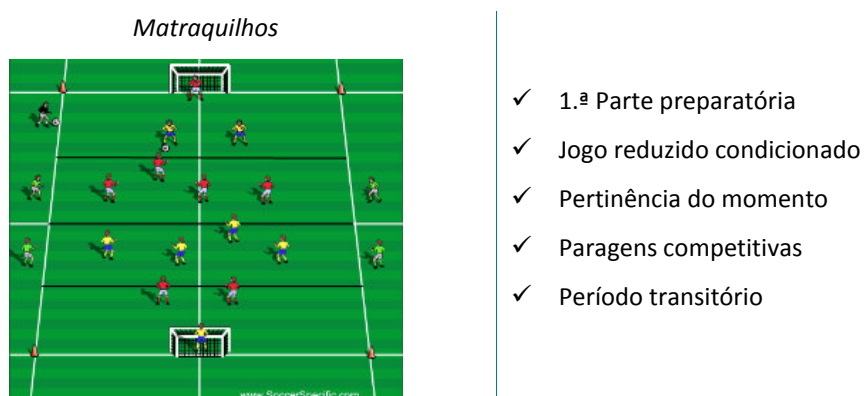 Matraquilhos
✓ 1.ª Parte preparatória
✓ Jogo reduzido condicionado
✓ Pertinência do momento
✓ Paragens competitivas
✓ Período transitório
www.SoccerSpecific.com